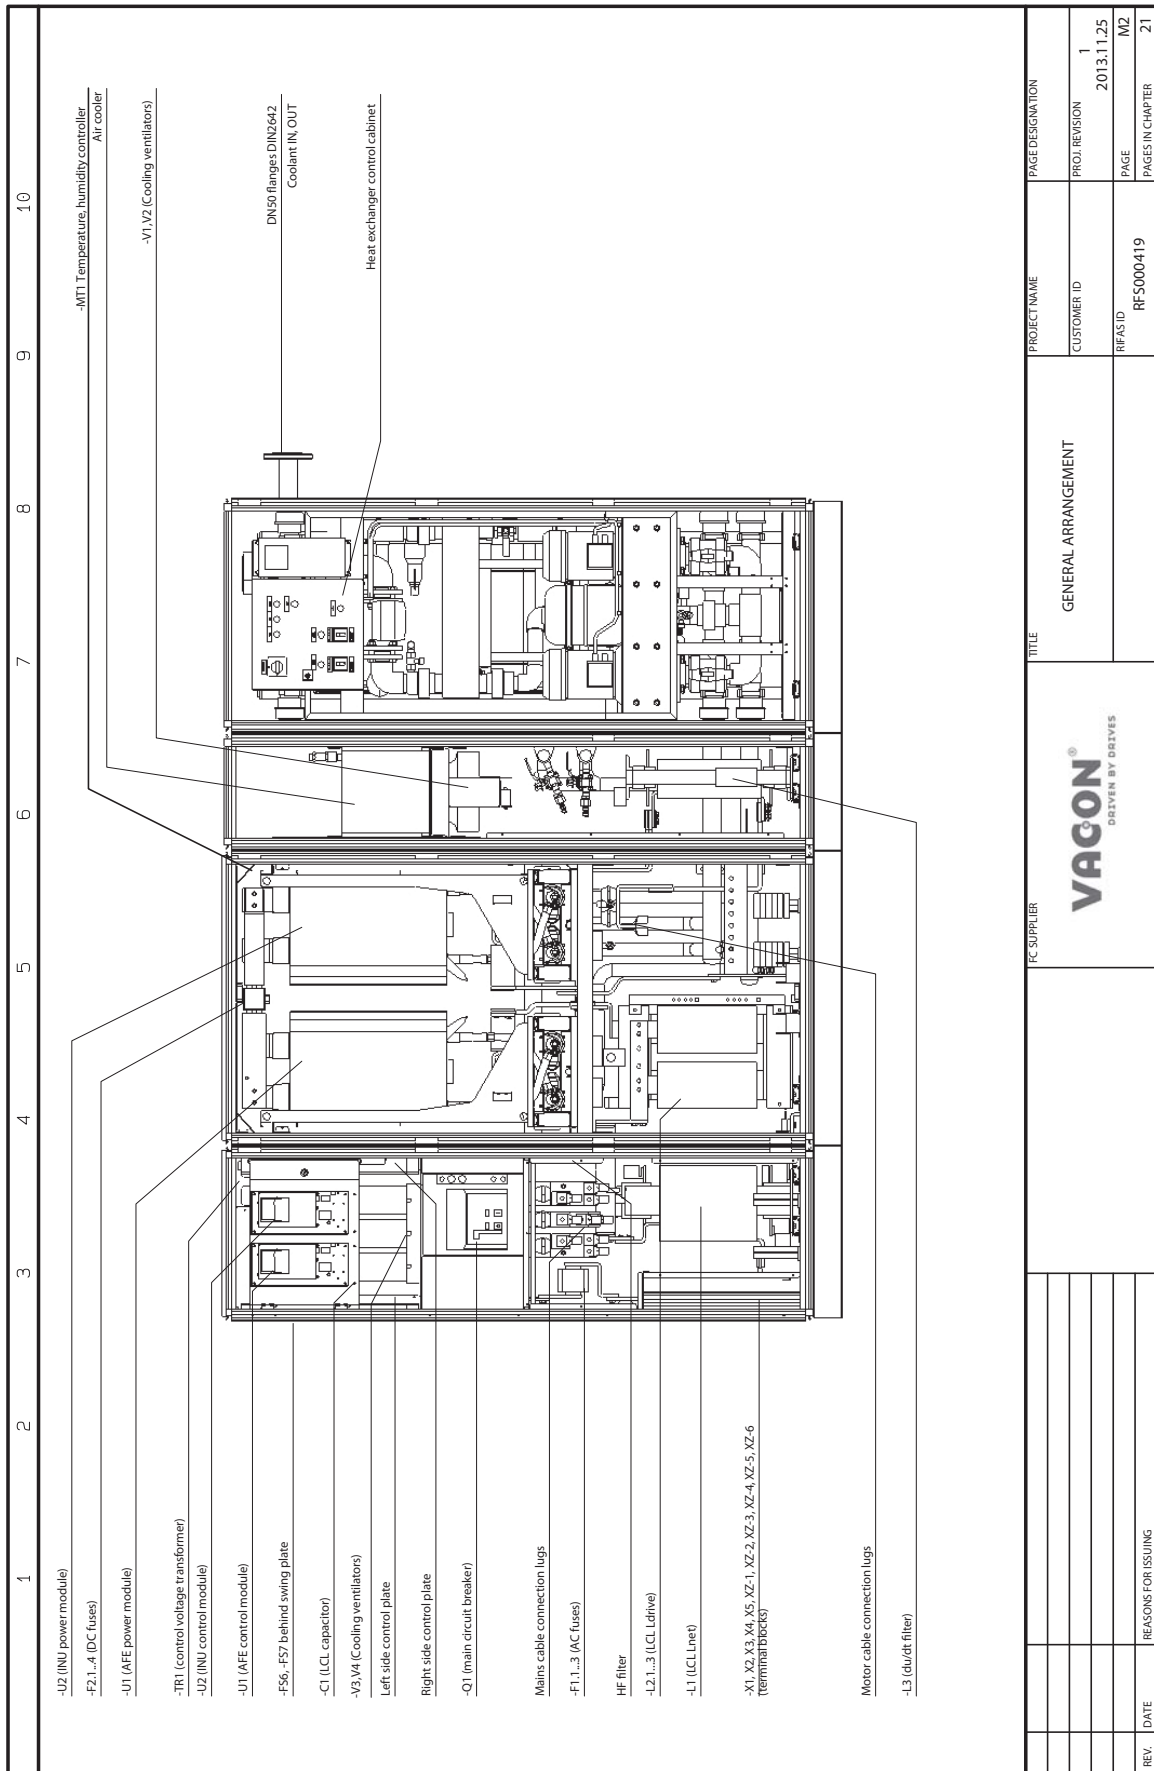 1 2 3 4 5 6 7 8 9 10
-U2 (INU power module)
-F2.1..4 (DC fuses)
-U1 (AFE power module)
-TR1 (control voltage transformer)
-U2 (INU control module)
-U1 (AFE control module)
-FS6, -FS7 behind swing plate
-C1 (LCL capacitor)
-V3,V4 (Cooling ventilators)
Left side control plate
Right side control plate
-Q1 (main circuit breaker)
Mains cable connection lugs
-F1.1..3 (AC fuses)
HF filter
-L2.1..3 (LCL Ldrive)
-L1 (LCL Lnet)
-X1, X2, X3, X4, X5, XZ-1, XZ-2, XZ-3, XZ-4, XZ-5, XZ-6
(terminal blocks)
Motor cable connection lugs
-L3 (du/dt filter)
-MT1 Temperature, humidity controller
Air cooler
-V1,V2 (Cooling ventilators)
DN50 flanges DIN2642
Coolant IN, OUT
Heat exchanger control cabinet
REV.
DATE
REASONS FOR ISSUING
FC SUPPLIER
VACON®
DRIVEN BY DRIVES
TITLE
GENERAL ARRANGEMENT
PROJECT NAME
CUSTOMER ID
RIFAS ID
RFS000419
PAGE DESIGNATION
PROJ. REVISION
1
2013.11.25
PAGE
M2
PAGES IN CHAPTER
21